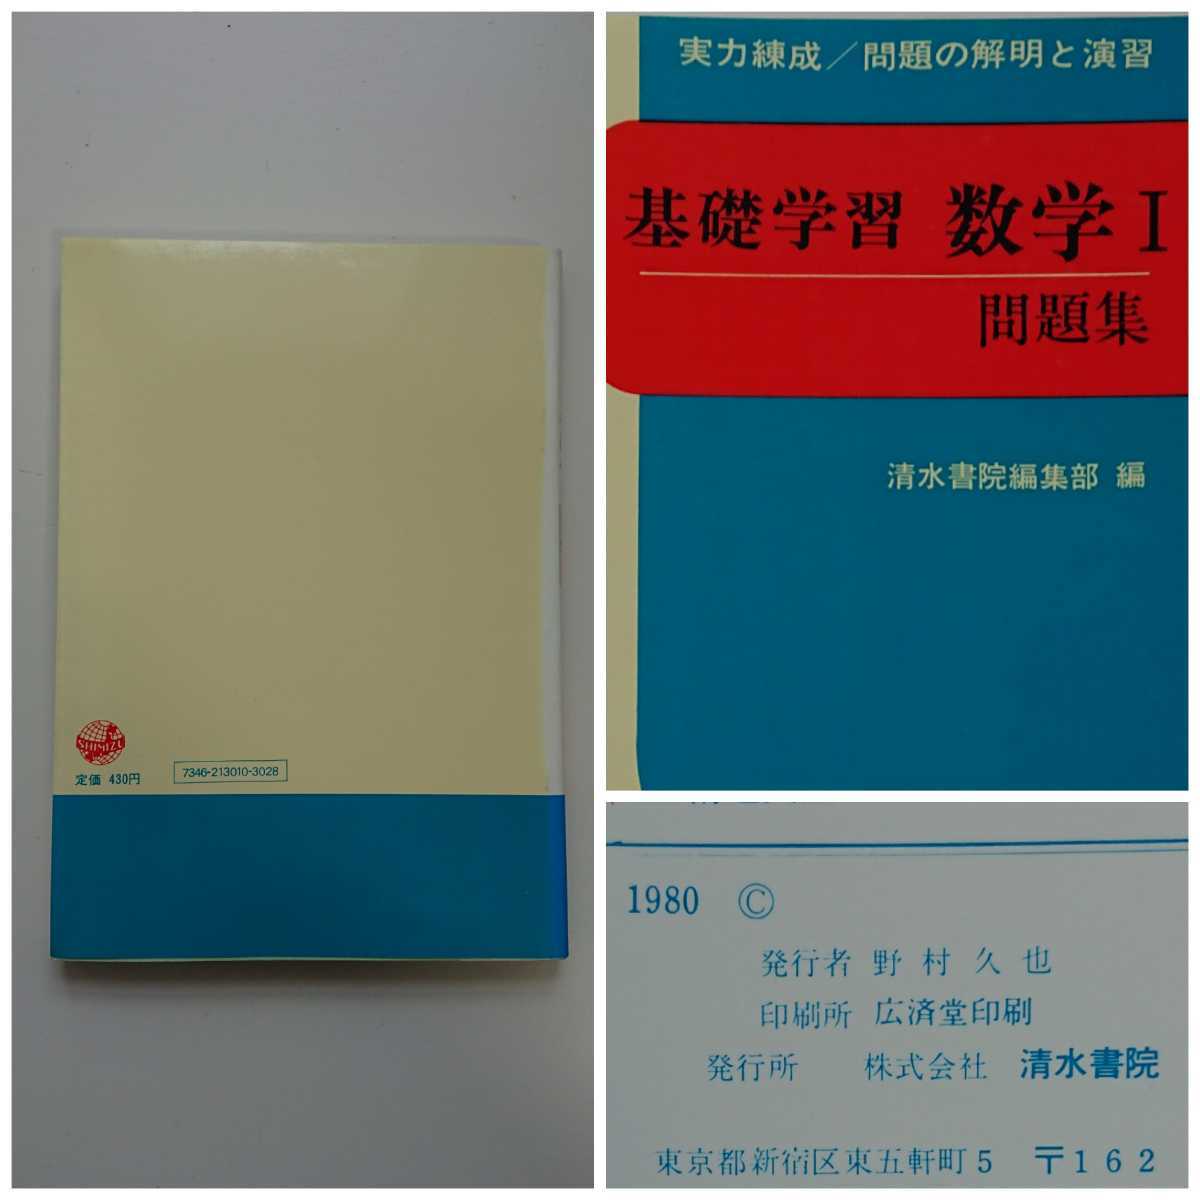 SHIMIZU
定価 430円
7346-213010-3028
実力練成／問題の解明と演習
基礎学習 数学Ⅰ
問題集
清水書院編集部 編
1980 Ⓒ
発行者 野村久也
印刷所 広済堂印刷
発行所 株式会社 清水書院
東京都新宿区東五軒町5 〒162